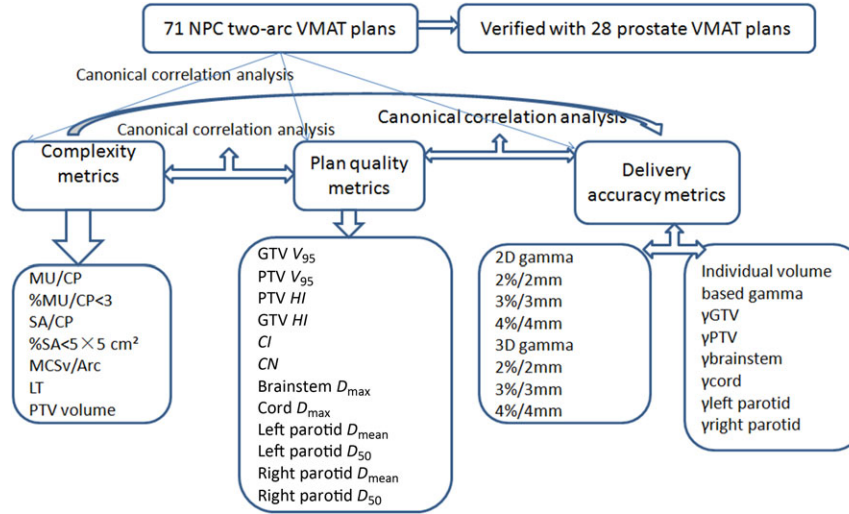 71 NPC two-arc VMAT plans
Verified with 28 prostate VMAT plans
Canonical correlation analysis
Canonical correlation analysis
Canonical correlation analysis
Complexity
metrics
Plan quality
metrics
Delivery
accuracy metrics
MU/CP
%MU/CP<3
SA/CP
%SA<5×5 cm²
MCSv/Arc
LT
PTV volume
GTV V95
PTV V95
PTV HI
GTV HI
CI
CN
Brainstem Dmax
Cord Dmax
Left parotid Dmean
Left parotid D50
Right parotid Dmean
Right parotid D50
2D gamma
2%/2mm
3%/3mm
4%/4mm
3D gamma
2%/2mm
3%/3mm
4%/4mm
Individual volume
based gamma
γGTV
γPTV
γbrainstem
γcord
γleft parotid
γright parotid